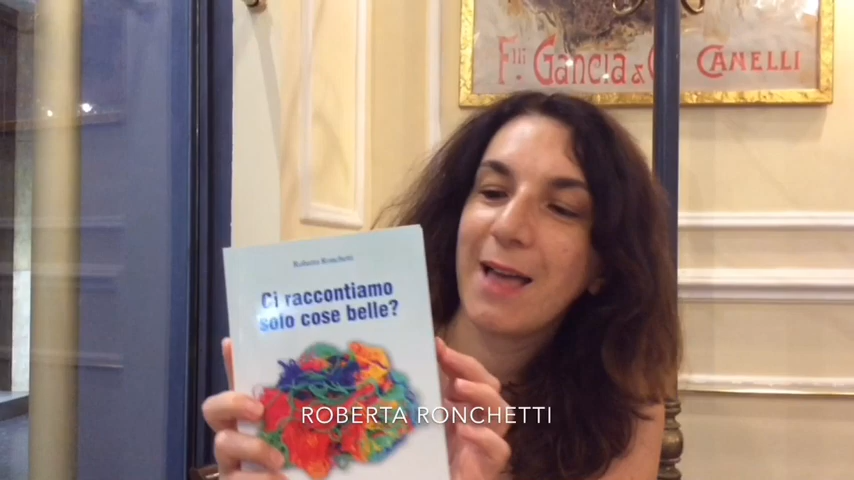 F.lli Gancia & C. CANELLI
Roberta Ronchetti
Ci raccontiamo
solo cose belle?
ROBERTA RONCHETTI